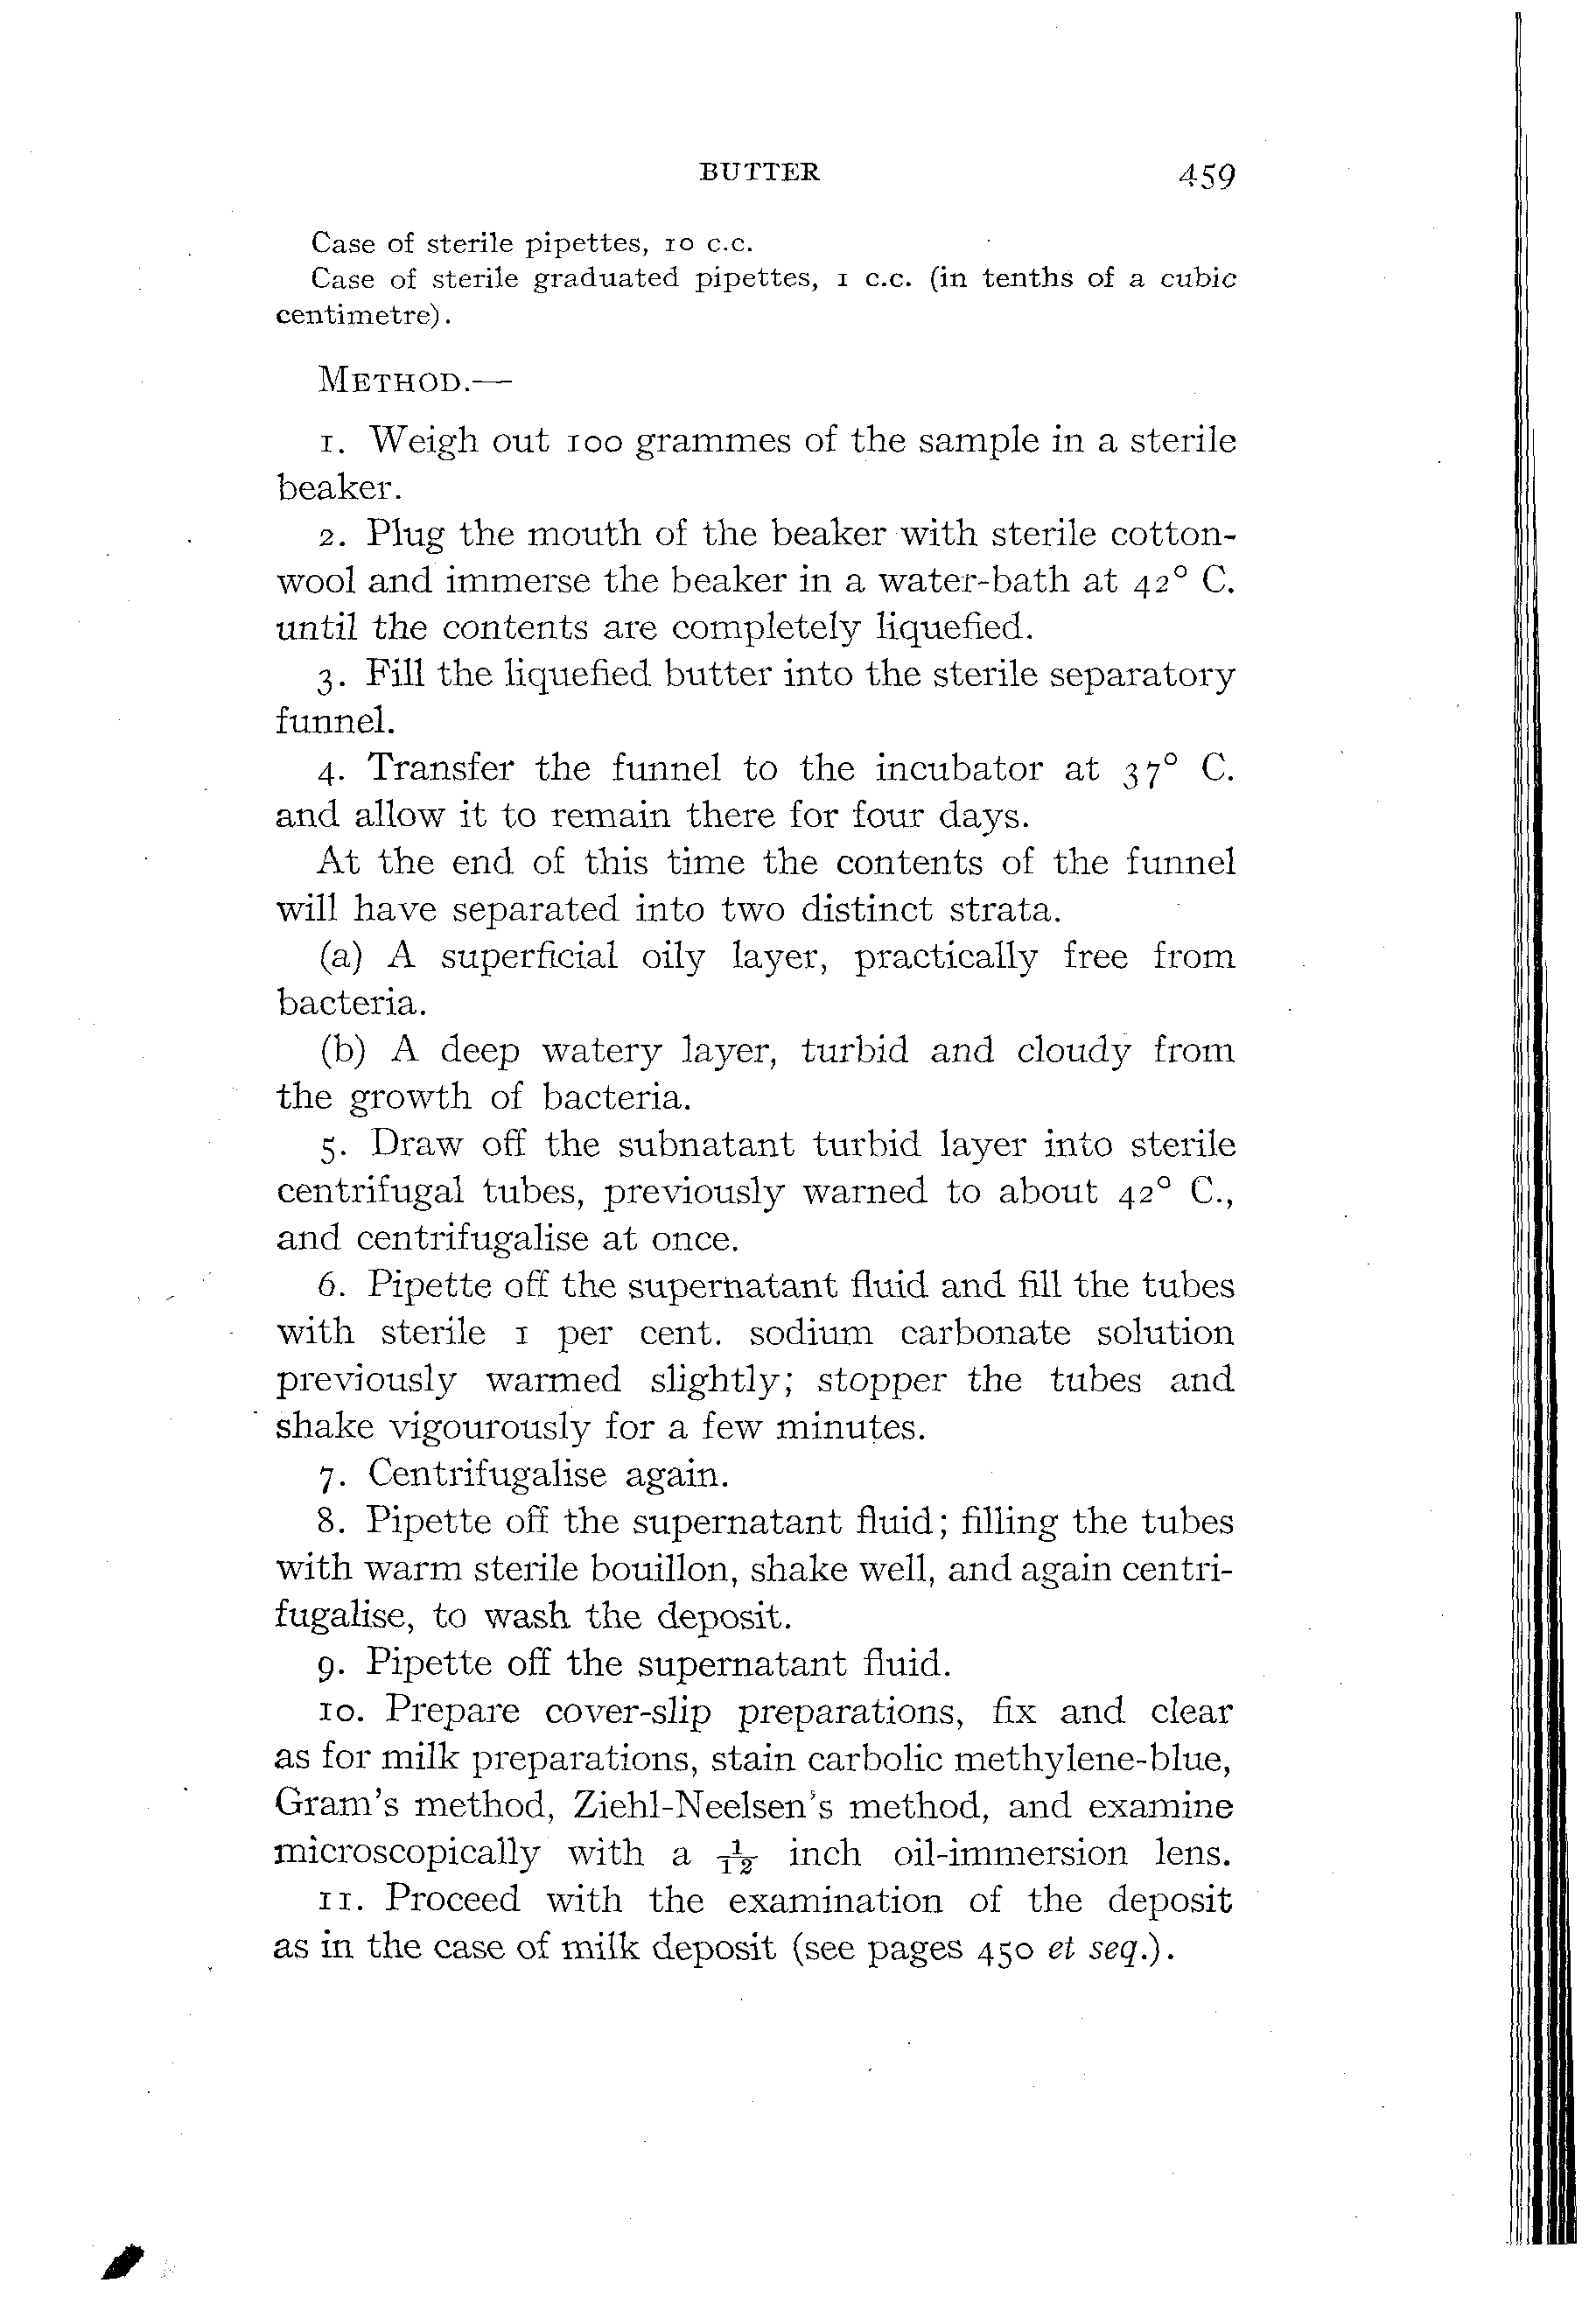 BUTTER 459
Case of sterile pipettes, 10 c.c.
Case of sterile graduated pipettes, 1 c.c. (in tenths of a cubic
centimetre).
METHOD.—
1. Weigh out 100 grammes of the sample in a sterile
beaker.
2. Plug the mouth of the beaker with sterile cotton-
wool and immerse the beaker in a water-bath at 42° C.
until the contents are completely liquefied.
3. Fill the liquefied butter into the sterile separatory
funnel.
4. Transfer the funnel to the incubator at 37° C.
and allow it to remain there for four days.
At the end of this time the contents of the funnel
will have separated into two distinct strata.
(a) A superficial oily layer, practically free from
bacteria.
(b) A deep watery layer, turbid and cloudy from
the growth of bacteria.
5. Draw off the subnatant turbid layer into sterile
centrifugal tubes, previously warned to about 42° C.,
and centrifugalise at once.
6. Pipette off the supernatant fluid and fill the tubes
with sterile 1 per cent. sodium carbonate solution
previously warmed slightly; stopper the tubes and
shake vigourously for a few minutes.
7. Centrifugalise again.
8. Pipette off the supernatant fluid; filling the tubes
with warm sterile bouillon, shake well, and again centri-
fugalise, to wash the deposit.
9. Pipette off the supernatant fluid.
10. Prepare cover-slip preparations, fix and clear
as for milk preparations, stain carbolic methylene-blue,
Gram's method, Ziehl-Neelsen's method, and examine
microscopically with a 1/12 inch oil-immersion lens.
11. Proceed with the examination of the deposit
as in the case of milk deposit (see pages 450 et seq.).